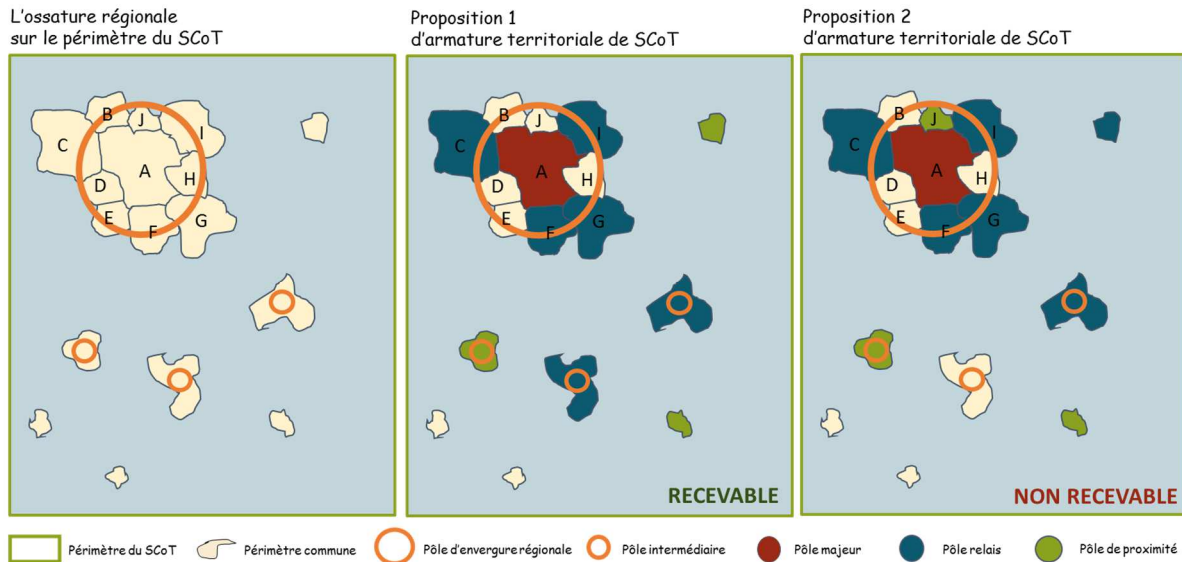 L'ossature régionale
sur le périmètre du SCoT
Proposition 1
d'armature territoriale de SCoT
Proposition 2
d'armature territoriale de SCoT
B
J
I
C
A
H
D
E
F
G
B
J
I
C
A
H
D
E
F
G
RECEVABLE
B
J
I
C
A
H
D
E
F
G
NON RECEVABLE
Périmètre du SCoT
Périmètre commune
Pôle d'envergure régionale
Pôle intermédiaire
Pôle majeur
Pôle relais
Pôle de proximité